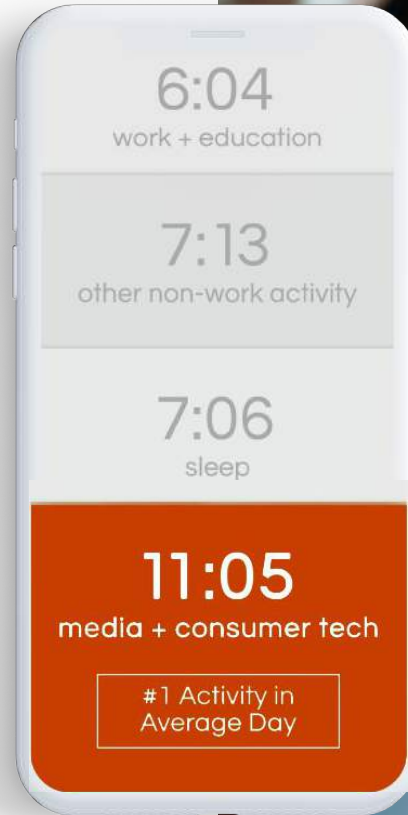 6:04
work + education
7:13
other non-work activity
7:06
sleep
11:05
media + consumer tech
#1 Activity in
Average Day